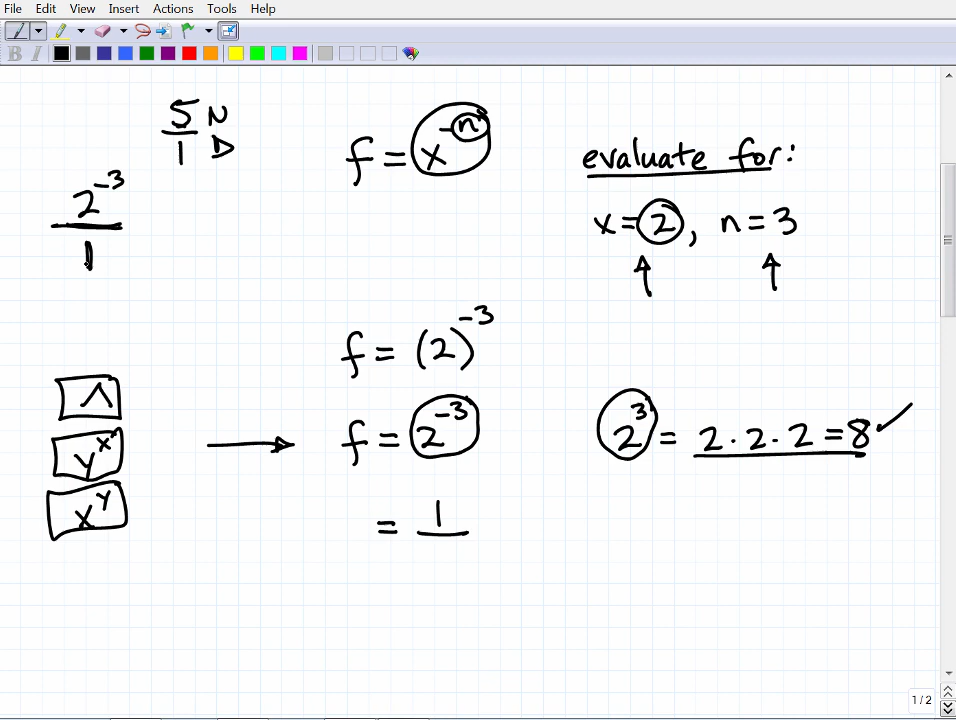 File Edit View Insert Actions Tools Help
B I
5 N
1 D
2^-3
1
f = x^-n
evaluate for:
x = 2, n = 3
f = (2)^-3
^
y^x
x^y
f = 2^-3
2^3 = 2 · 2 · 2 = 8 ✓
= 1
1 / 2